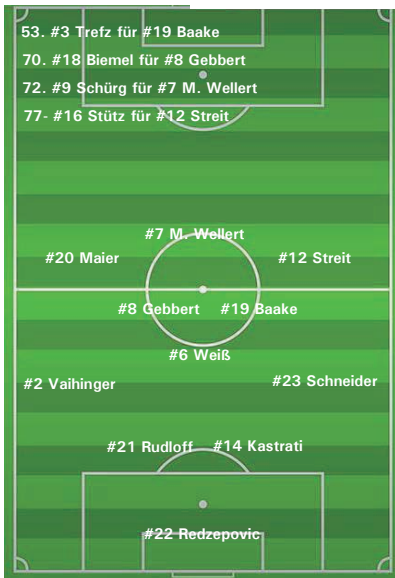 53. #3 Trefz für #19 Baake
70. #18 Biemel für #8 Gebbert
72. #9 Schürg für #7 M. Wellert
77- #16 Stütz für #12 Streit
#7 M. Wellert
#20 Maier #12 Streit
#8 Gebbert #19 Baake
#6 Weiß
#2 Vaihinger #23 Schneider
#21 Rudloff #14 Kastrati
#22 Redzepovic